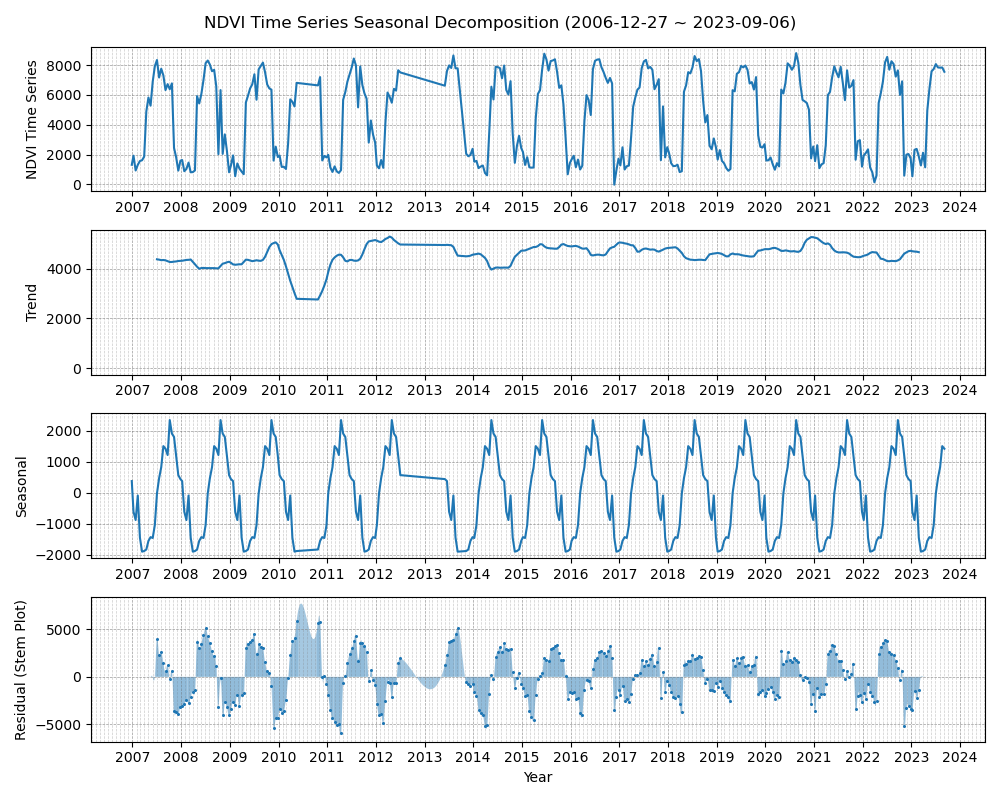 NDVI Time Series Seasonal Decomposition (2006-12-27 ~ 2023-09-06)
NDVI Time Series
8000
6000
4000
2000
0
2007 2008 2009 2010 2011 2012 2013 2014 2015 2016 2017 2018 2019 2020 2021 2022 2023 2024
Trend
4000
2000
0
2007 2008 2009 2010 2011 2012 2013 2014 2015 2016 2017 2018 2019 2020 2021 2022 2023 2024
Seasonal
2000
1000
0
−1000
−2000
2007 2008 2009 2010 2011 2012 2013 2014 2015 2016 2017 2018 2019 2020 2021 2022 2023 2024
Residual (Stem Plot)
5000
0
−5000
2007 2008 2009 2010 2011 2012 2013 2014 2015 2016 2017 2018 2019 2020 2021 2022 2023 2024
Year